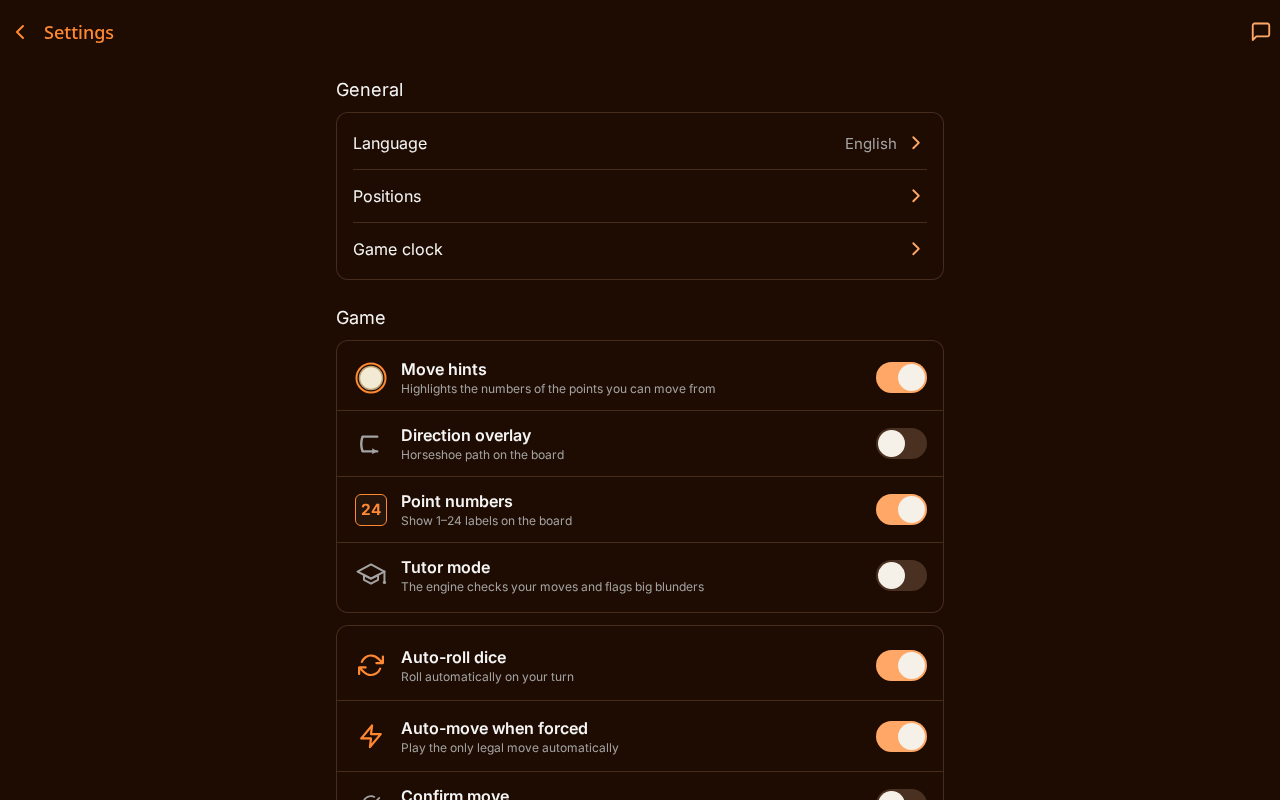 Settings
General
Language
English
Positions
Game clock
Game
Move hints
Highlights the numbers of the points you can move from
Direction overlay
Horseshoe path on the board
24
Point numbers
Show 1–24 labels on the board
Tutor mode
The engine checks your moves and flags big blunders
Auto-roll dice
Roll automatically on your turn
Auto-move when forced
Play the only legal move automatically
Confirm move